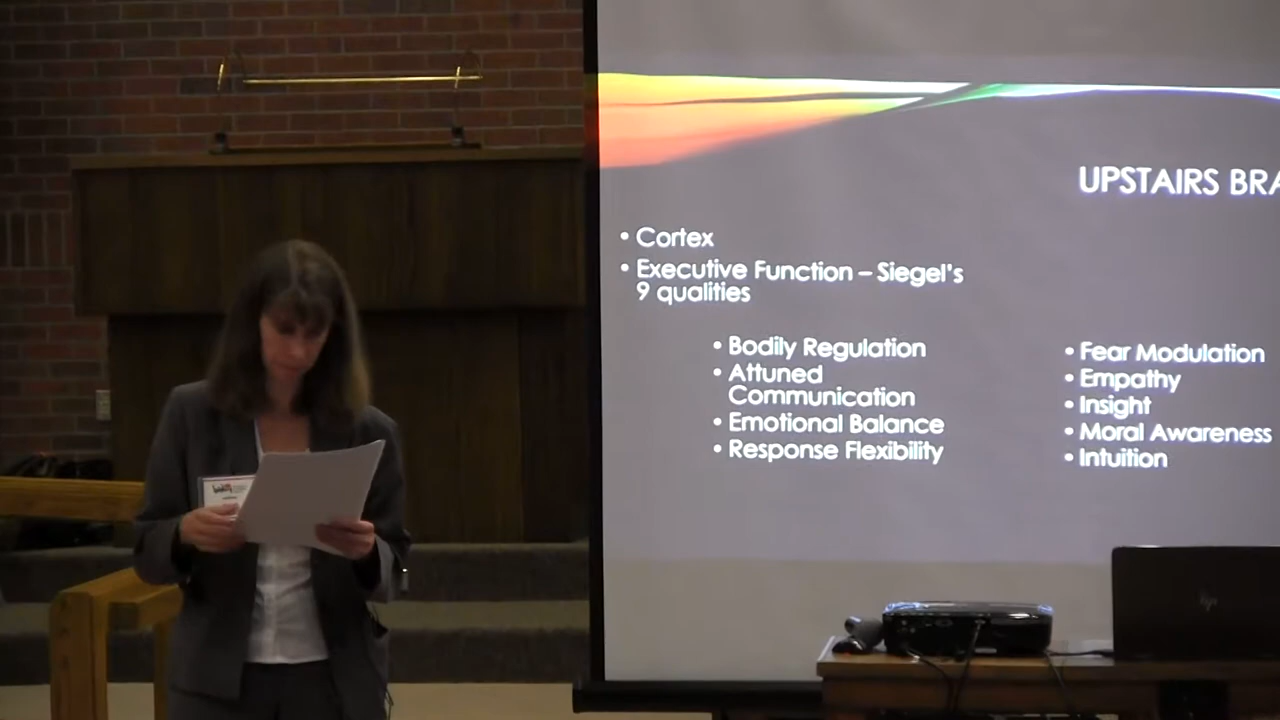 UPSTAIRS BRA
• Cortex
• Executive Function – Siegel's
9 qualities
• Bodily Regulation
• Attuned
Communication
• Emotional Balance
• Response Flexibility
• Fear Modulation
• Empathy
• Insight
• Moral Awareness
• Intuition
hp